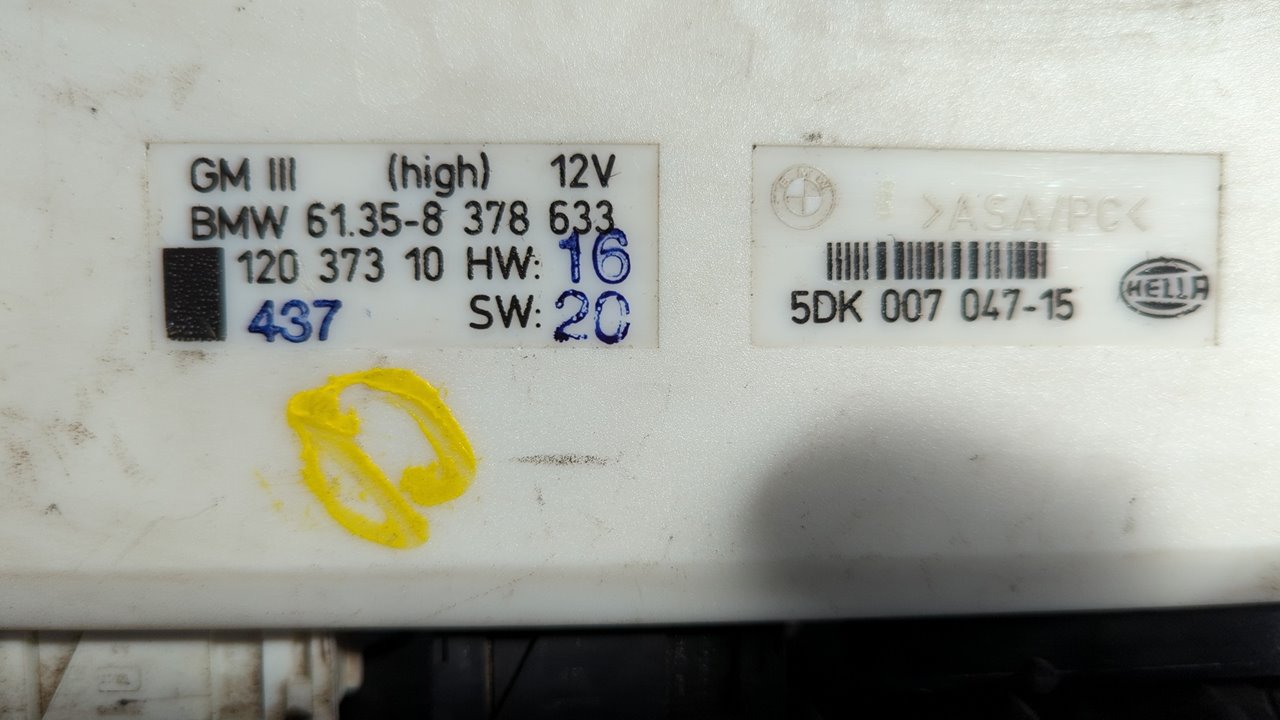 GM III (high) 12V
BMW 61.35-8 378 633
120 373 10 HW: 16
437 SW: 20
BMW
>ASA/PC<
5DK 007 047-15
HELLA